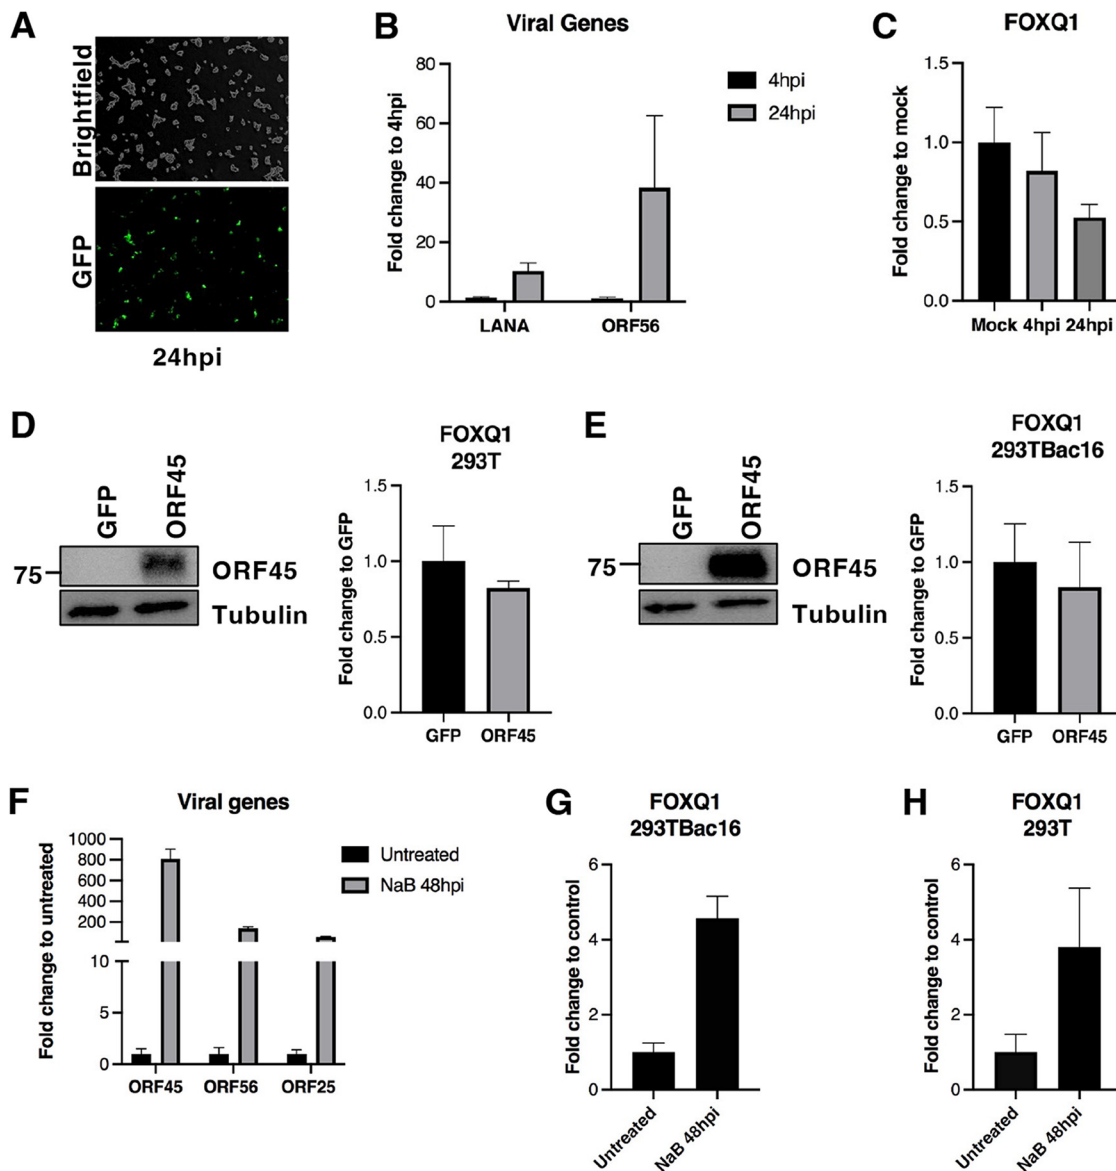 A
Brightfield
GFP
24hpi
B
Viral Genes
Fold change to 4hpi
80
60
40
20
0
LANA
ORF56
4hpi
24hpi
C
FOXQ1
Fold change to mock
1.5
1.0
0.5
0.0
Mock 4hpi 24hpi
D
GFP
ORF45
75
ORF45
Tubulin
FOXQ1
293T
Fold change to GFP
1.5
1.0
0.5
0.0
GFP ORF45
E
GFP
ORF45
75
ORF45
Tubulin
FOXQ1
293TBac16
Fold change to GFP
1.5
1.0
0.5
0.0
GFP ORF45
F
Viral genes
Fold change to untreated
1000
800
600
400
200
10
5
0
ORF45 ORF56 ORF25
Untreated
NaB 48hpi
G
FOXQ1
293TBac16
Fold change to control
6
4
2
0
Untreated
NaB 48hpi
H
FOXQ1
293T
Fold change to control
6
4
2
0
Untreated
NaB 48hpi